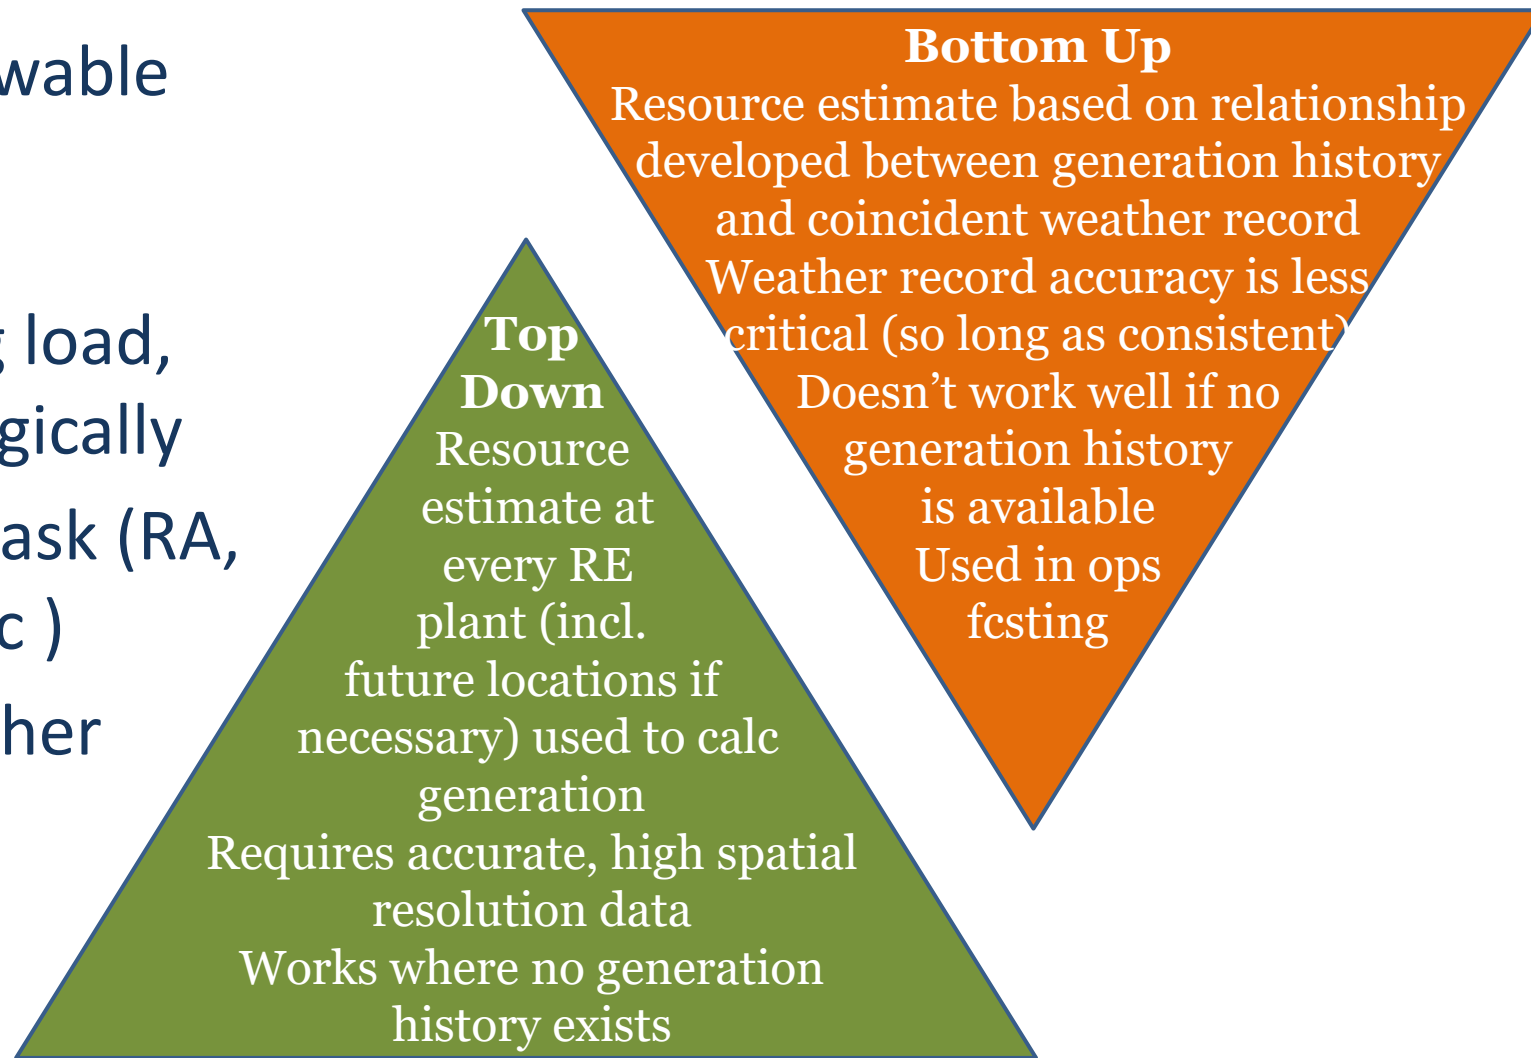 wable
g load,
gically
ask (RA,
c )
her
Top
Down
Resource
estimate at
every RE
plant (incl.
future locations if
necessary) used to calc
generation
Requires accurate, high spatial
resolution data
Works where no generation
history exists
Bottom Up
Resource estimate based on relationship
developed between generation history
and coincident weather record
Weather record accuracy is less
critical (so long as consistent)
Doesn’t work well if no
generation history
is available
Used in ops
fcsting